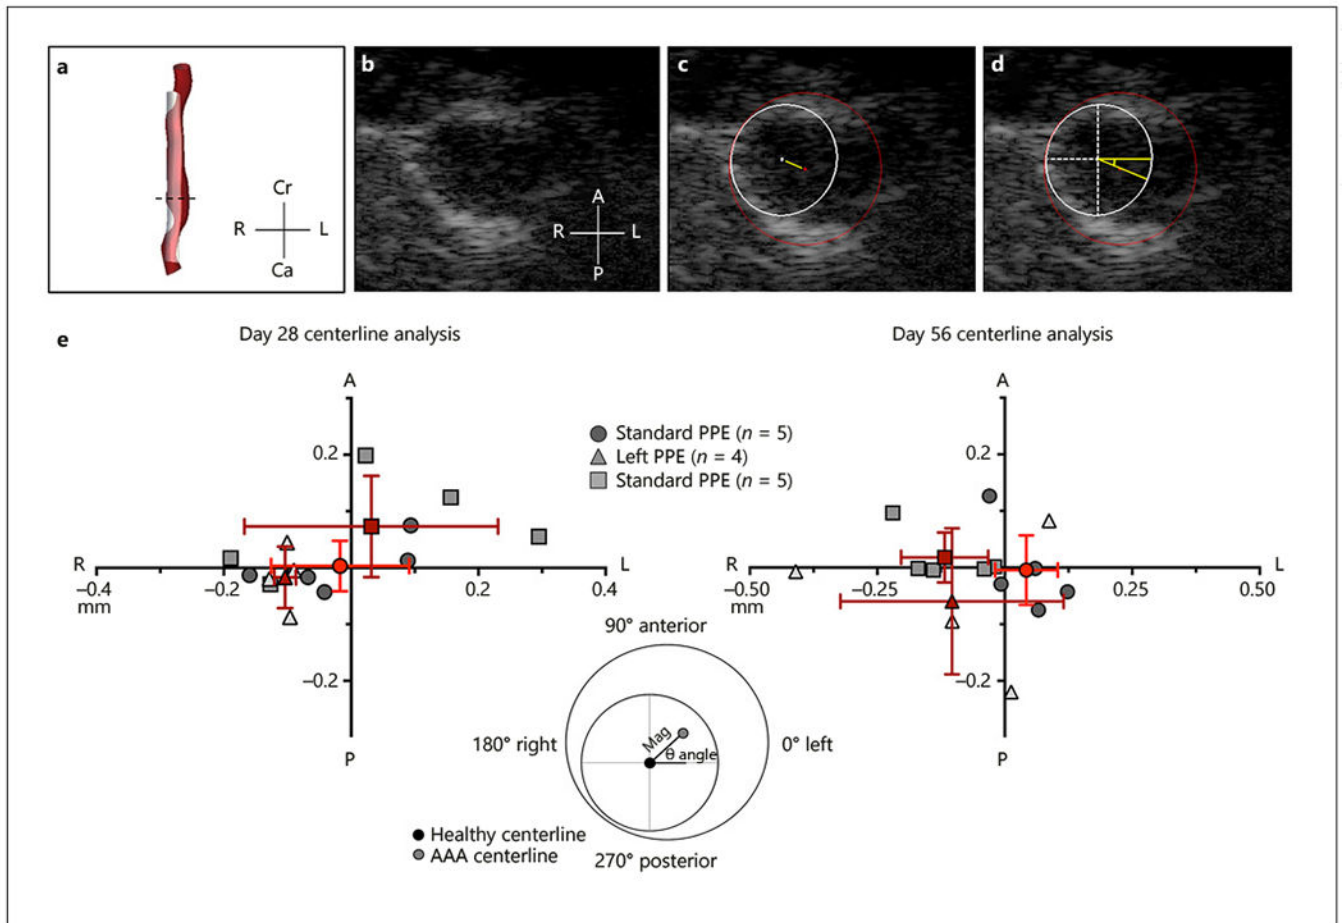 a
Cr
R L
Ca
b
A
R L
P
c
d
e
Day 28 centerline analysis
Day 56 centerline analysis
A
0.2
R L
−0.4 −0.2 0.2 0.4
mm
−0.2
P
Standard PPE (n = 5)
Left PPE (n = 4)
Standard PPE (n = 5)
A
0.2
R L
−0.50 −0.25 0.25 0.50
mm
−0.2
P
90° anterior
180° right
Mag
θ angle
0° left
270° posterior
Healthy centerline
AAA centerline